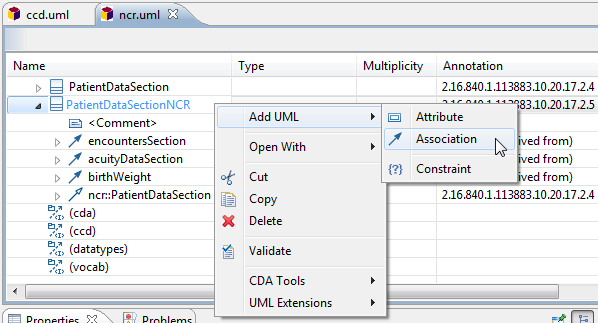 ccd.uml ncr.uml
Name Type Multiplicity Annotation
PatientDataSection 2.16.840.1.113883.10.20.17.2.4
PatientDataSectionNCR 2.16.840.1.113883.10.20.17.2.5
Add UML Attribute
<Comment>
encountersSection Association ived from)
Open With
acuityDataSection ived from)
birthWeight Cut Constraint ived from)
ncr::PatientDataSection Copy 2.16.840.1.113883.10.20.17.2.4
(cda) Delete
(ccd)
(datatypes) Validate
(vocab)
CDA Tools
UML Extensions
Properties Problems